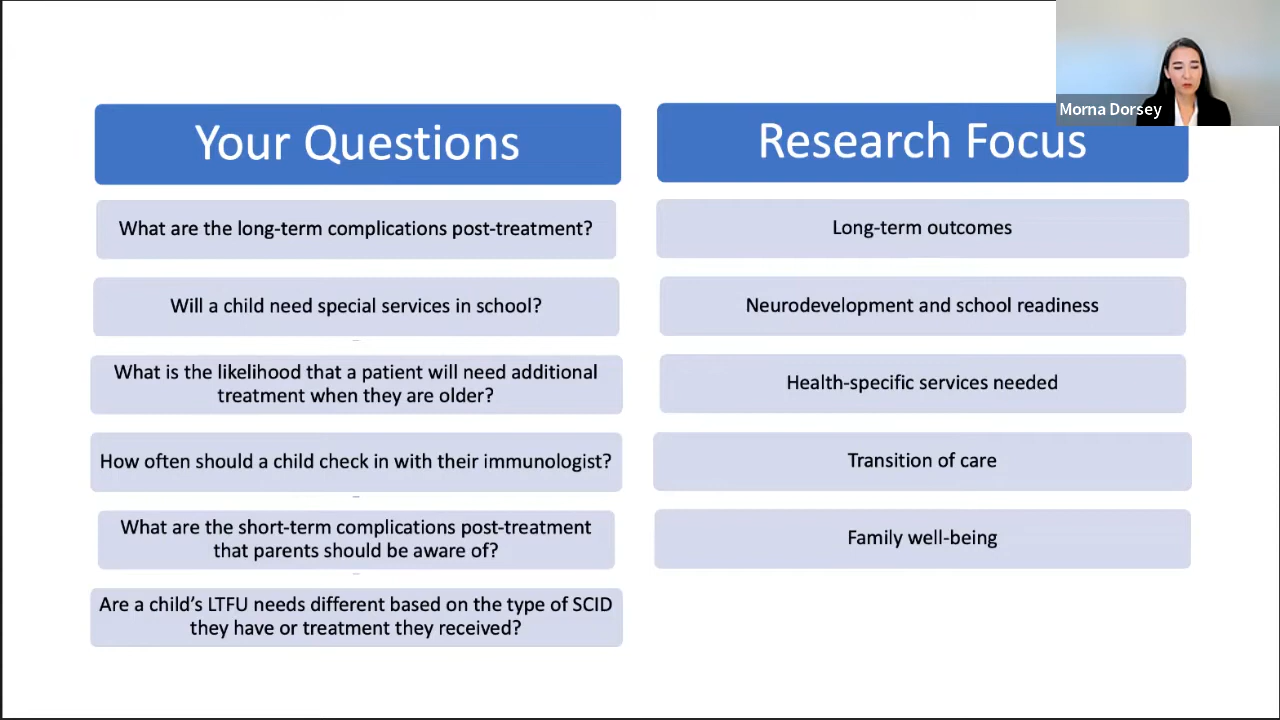 Your Questions
What are the long-term complications post-treatment?
Will a child need special services in school?
What is the likelihood that a patient will need additional
treatment when they are older?
How often should a child check in with their immunologist?
What are the short-term complications post-treatment
that parents should be aware of?
Are a child’s LTFU needs different based on the type of SCID
they have or treatment they received?
Research Focus
Long-term outcomes
Neurodevelopment and school readiness
Health-specific services needed
Transition of care
Family well-being
Morna Dorsey